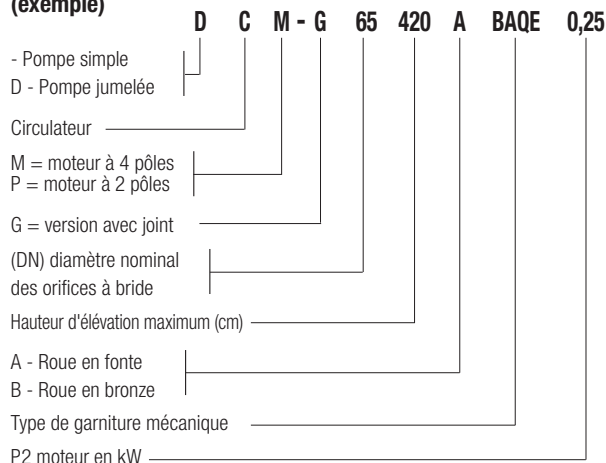 (exemple)
D C M - G 65 420 A BAQE 0,25
- Pompe simple
D - Pompe jumelée
Circulateur
M = moteur à 4 pôles
P = moteur à 2 pôles
G = version avec joint
(DN) diamètre nominal
des orifices à bride
Hauteur d'élévation maximum (cm)
A - Roue en fonte
B - Roue en bronze
Type de garniture mécanique
P2 moteur en kW